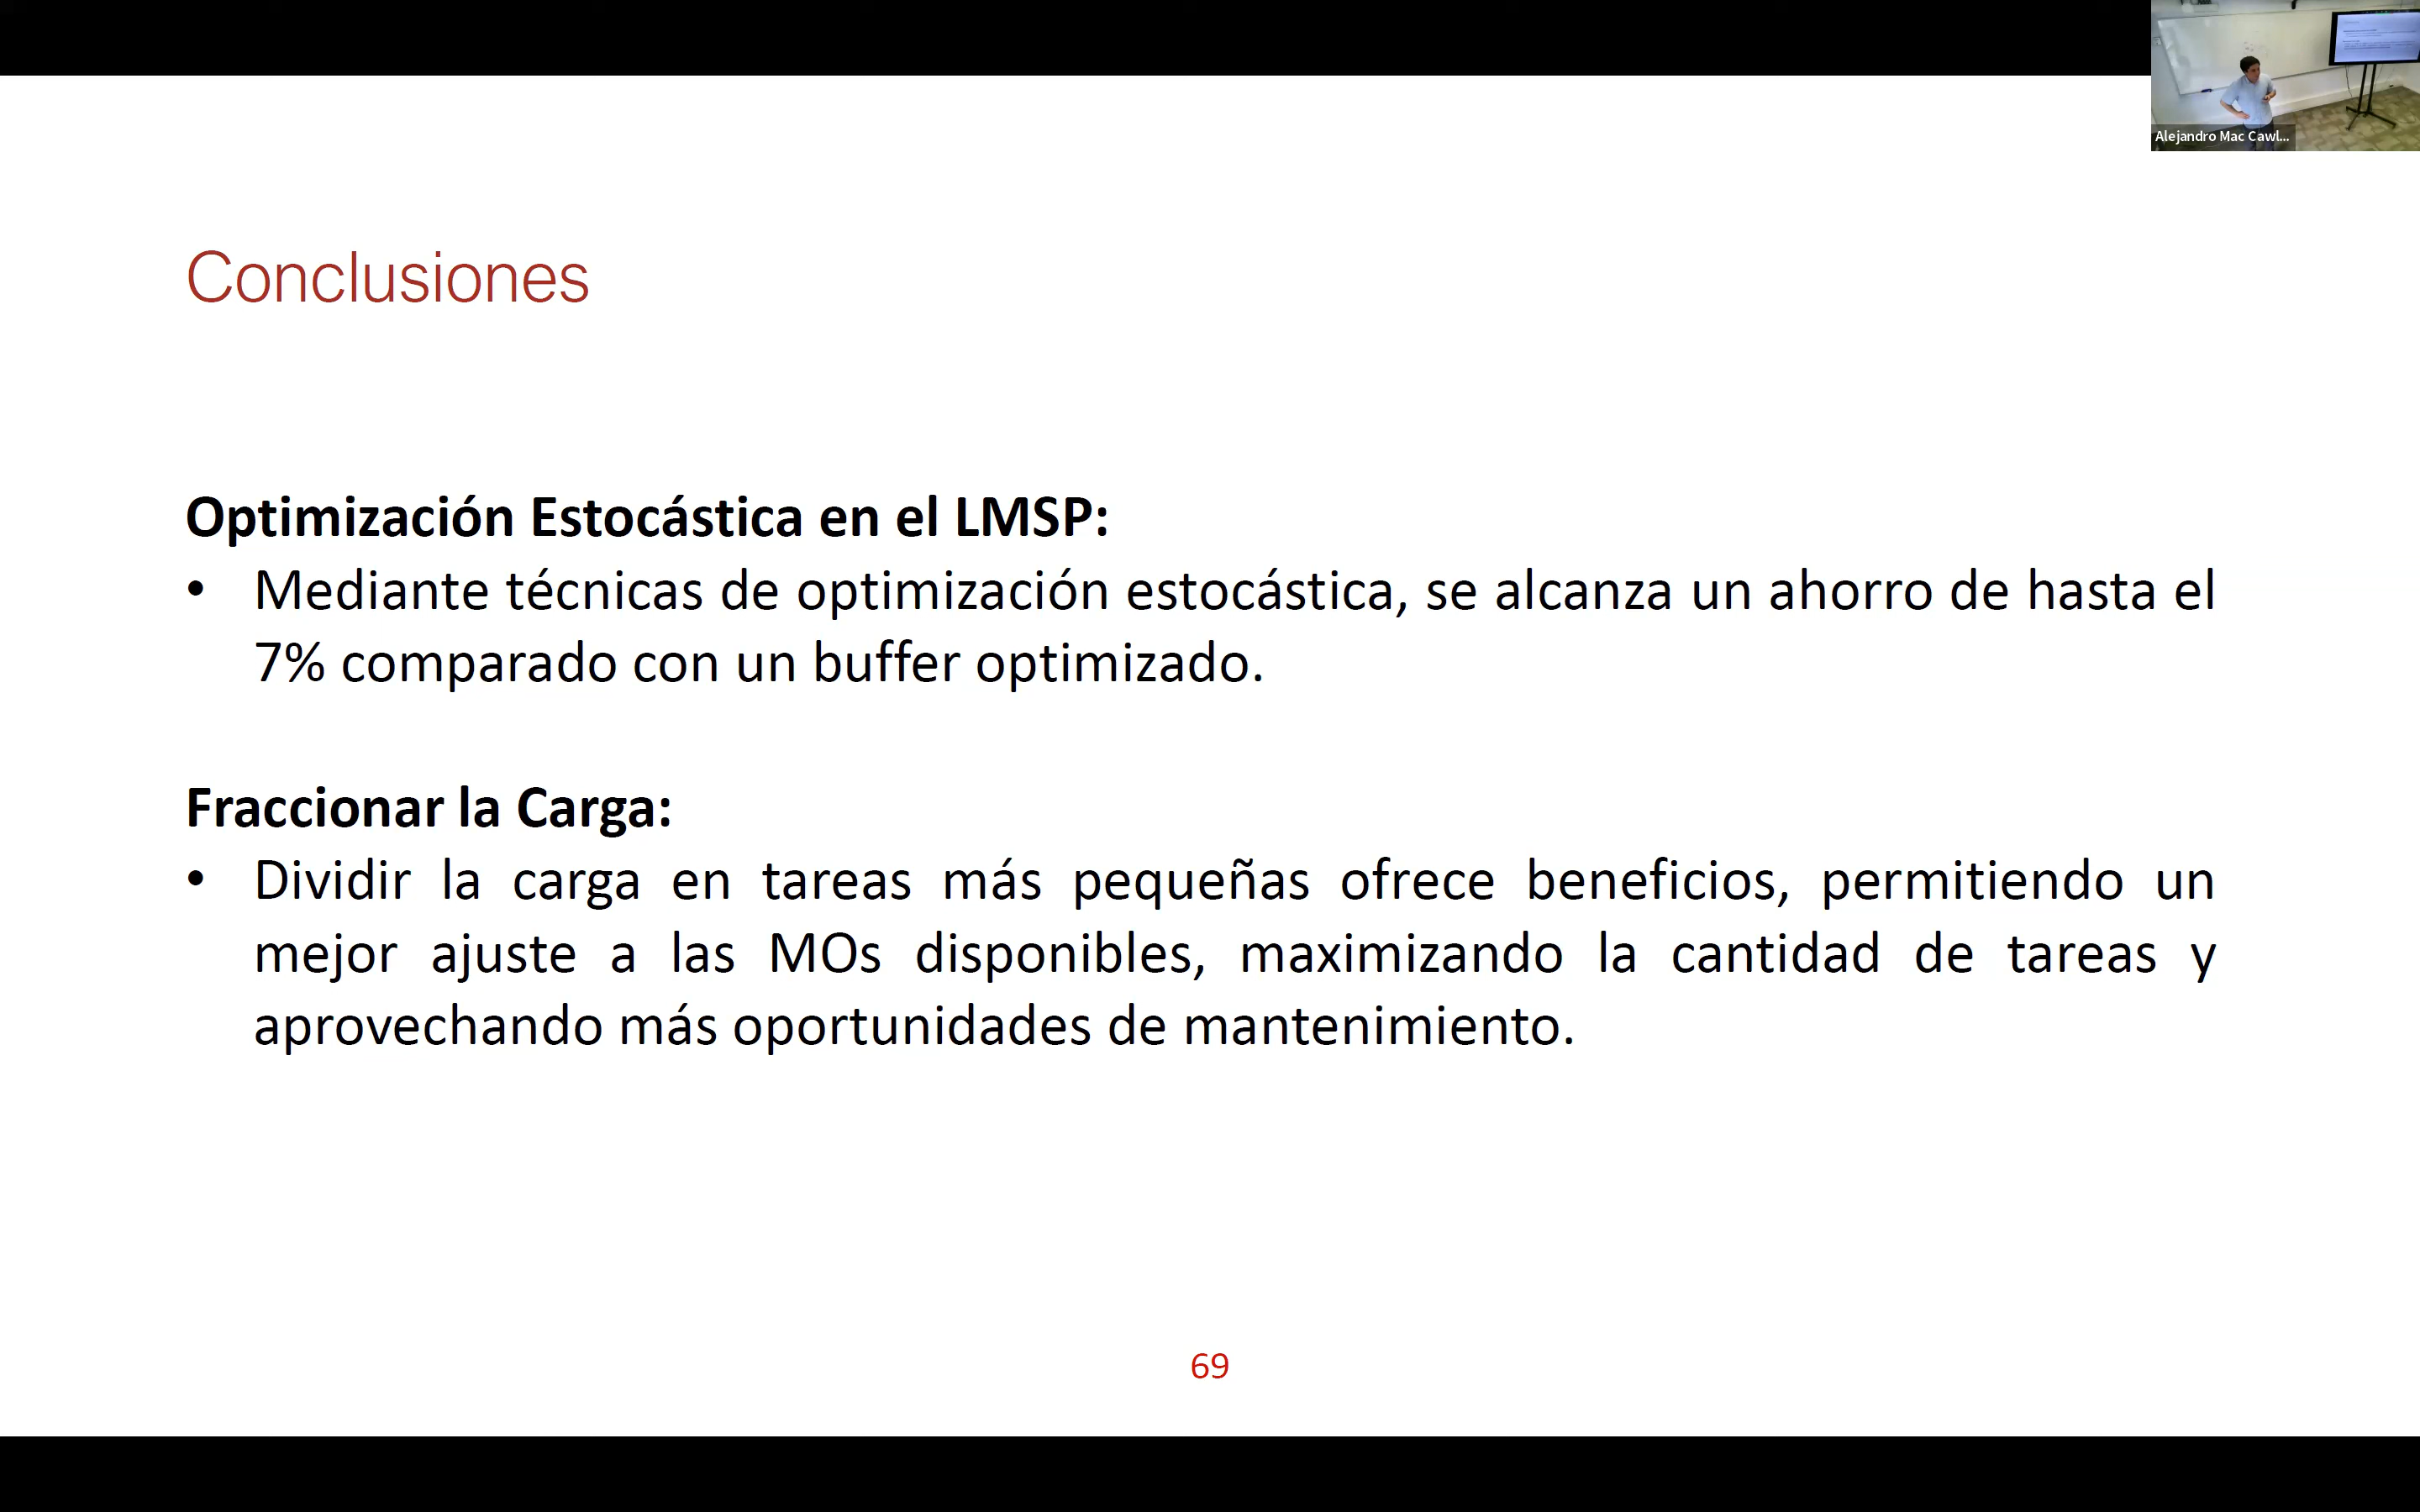 Alejandro Mac Cawl...
Conclusiones
Optimización Estocástica en el LMSP:
• Mediante técnicas de optimización estocástica, se alcanza un ahorro de hasta el
7% comparado con un buffer optimizado.
Fraccionar la Carga:
• Dividir la carga en tareas más pequeñas ofrece beneficios, permitiendo un
mejor ajuste a las MOs disponibles, maximizando la cantidad de tareas y
aprovechando más oportunidades de mantenimiento.
69